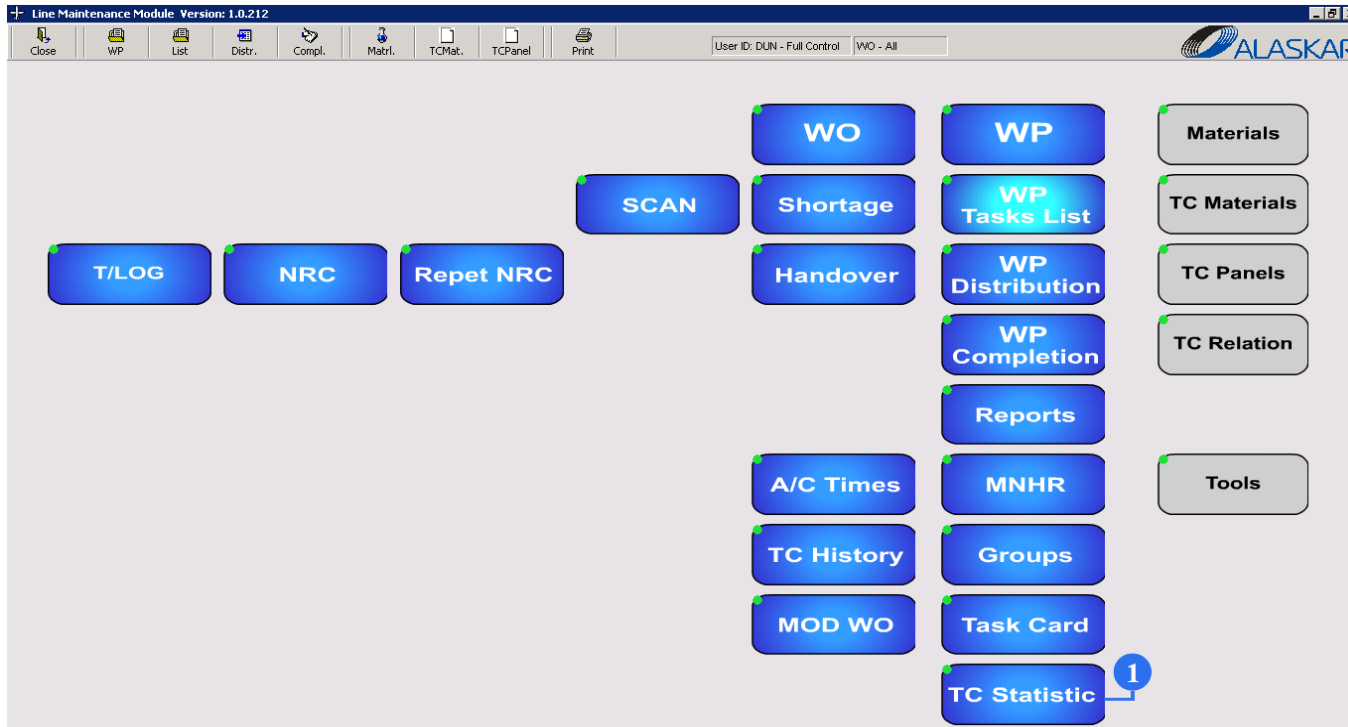 Line Maintenance Module Version: 1.0.212
Close WP List Distr. Compl. Matrl. TCMat. TCPanel Print User ID: DUN - Full Control WO - All ALASKAR
WO WP Materials
SCAN Shortage WP Tasks List TC Materials
T/LOG NRC Repet NRC Handover WP Distribution TC Panels
WP Completion TC Relation
Reports
A/C Times MNHR Tools
TC History Groups
MOD WO Task Card
TC Statistic 1